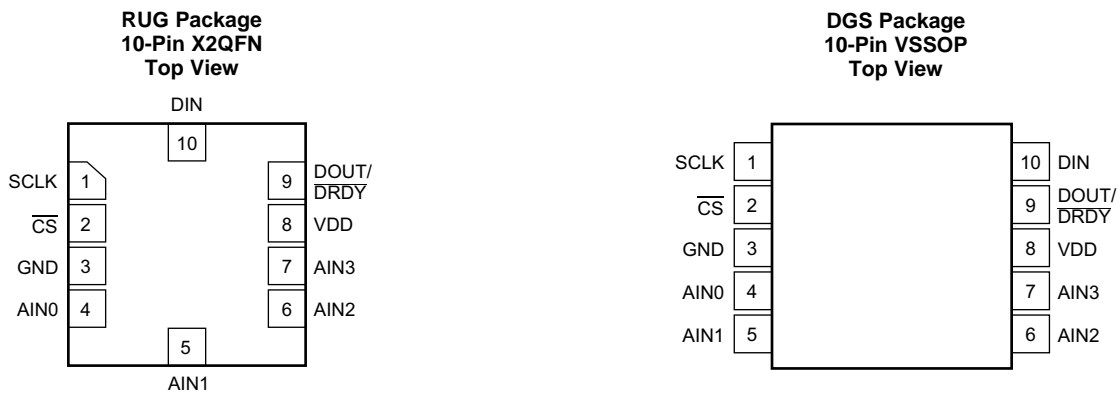 RUG Package
10-Pin X2QFN
Top View
DIN
10
SCLK
1
9
DOUT/
DRDY
CS
2
8
VDD
GND
3
7
AIN3
AIN0
4
6
AIN2
5
AIN1
DGS Package
10-Pin VSSOP
Top View
SCLK
1
10
DIN
CS
2
9
DOUT/
DRDY
GND
3
8
VDD
AIN0
4
7
AIN3
AIN1
5
6
AIN2